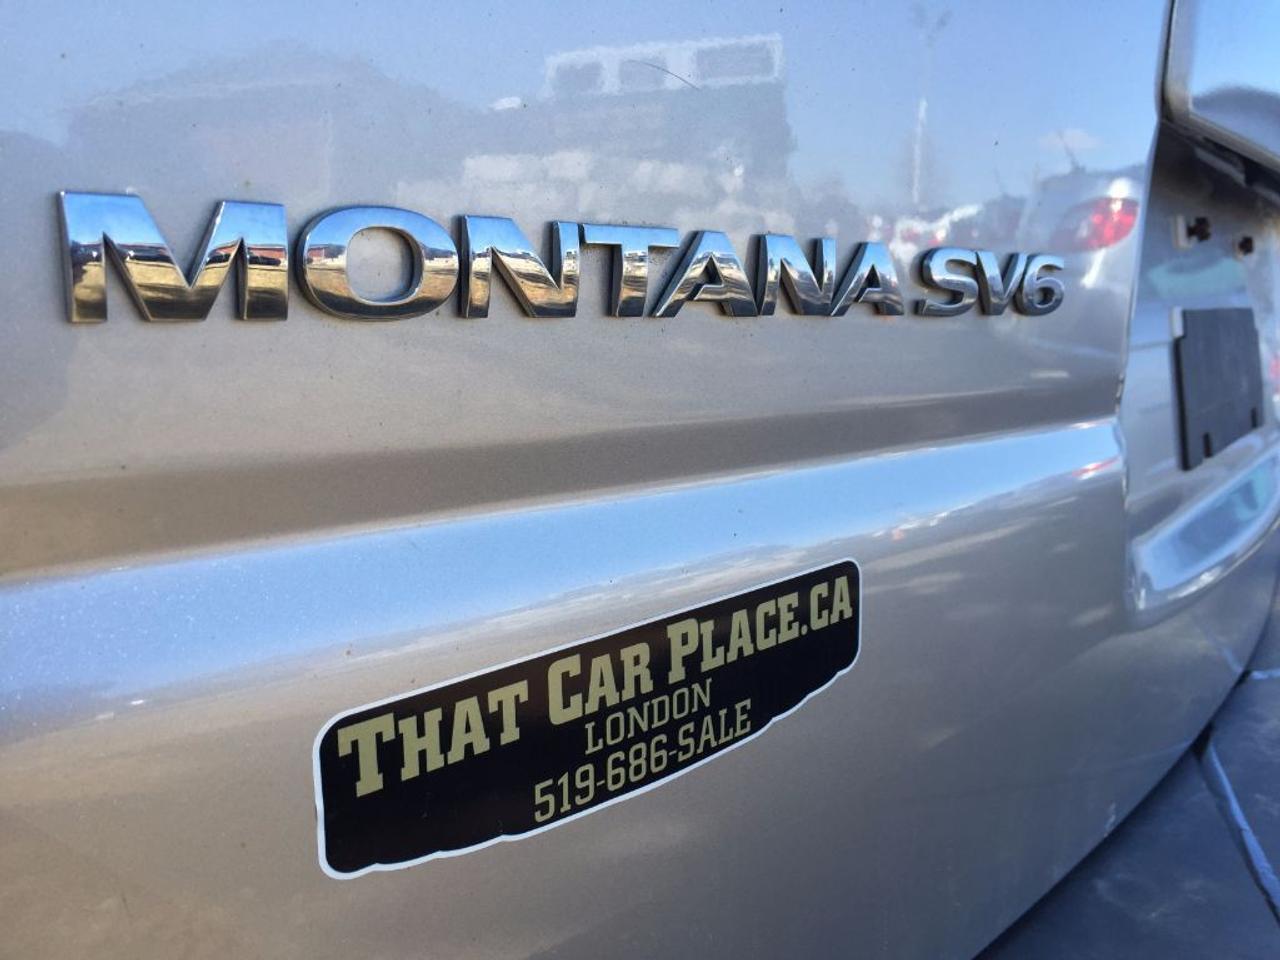 MONTANA SV6
THAT CAR PLACE.CA
LONDON
519-686-SALE